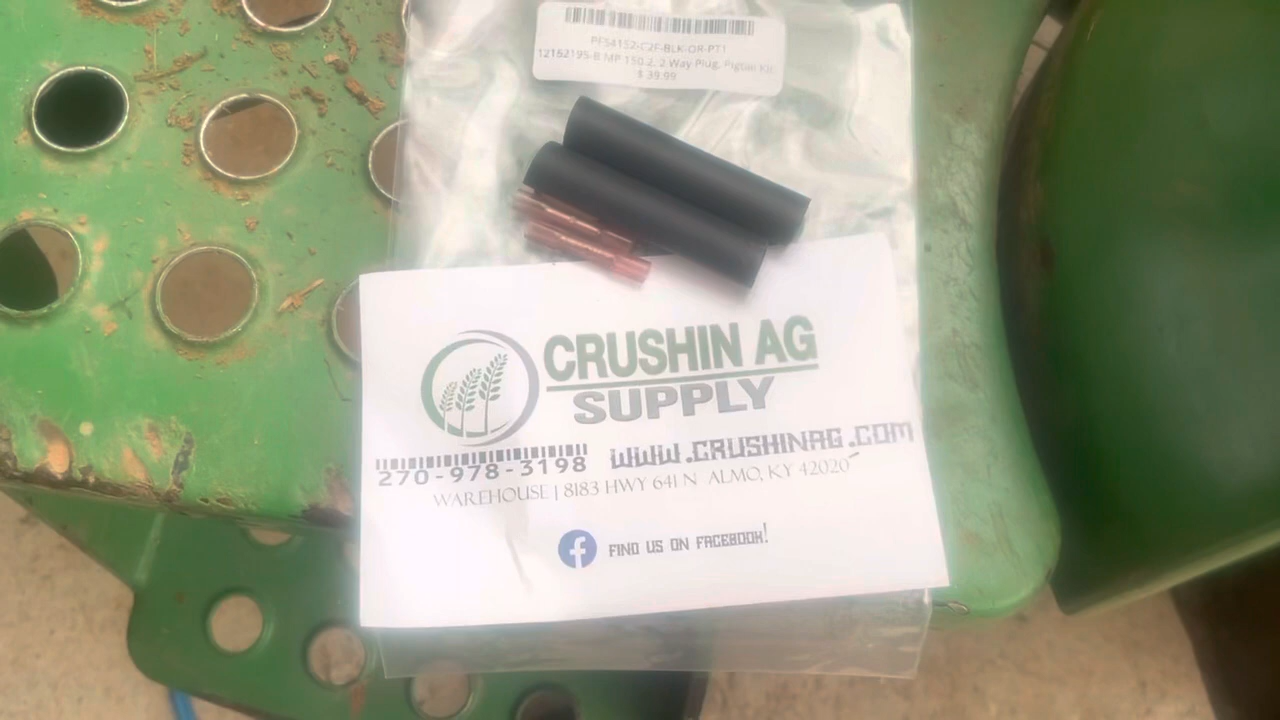 PF54152-C2F-BLK-OR-PT1
12162195-B MP 150.2, 2 Way Plug, Pigtail Kit,
$ 39.99
CRUSHIN AG
SUPPLY
270-978-3198
WWW.CRUSHINAG.COM
WAREHOUSE | 8183 HWY 641 N ALMO, KY 42020
f FIND US ON FACEBOOK!